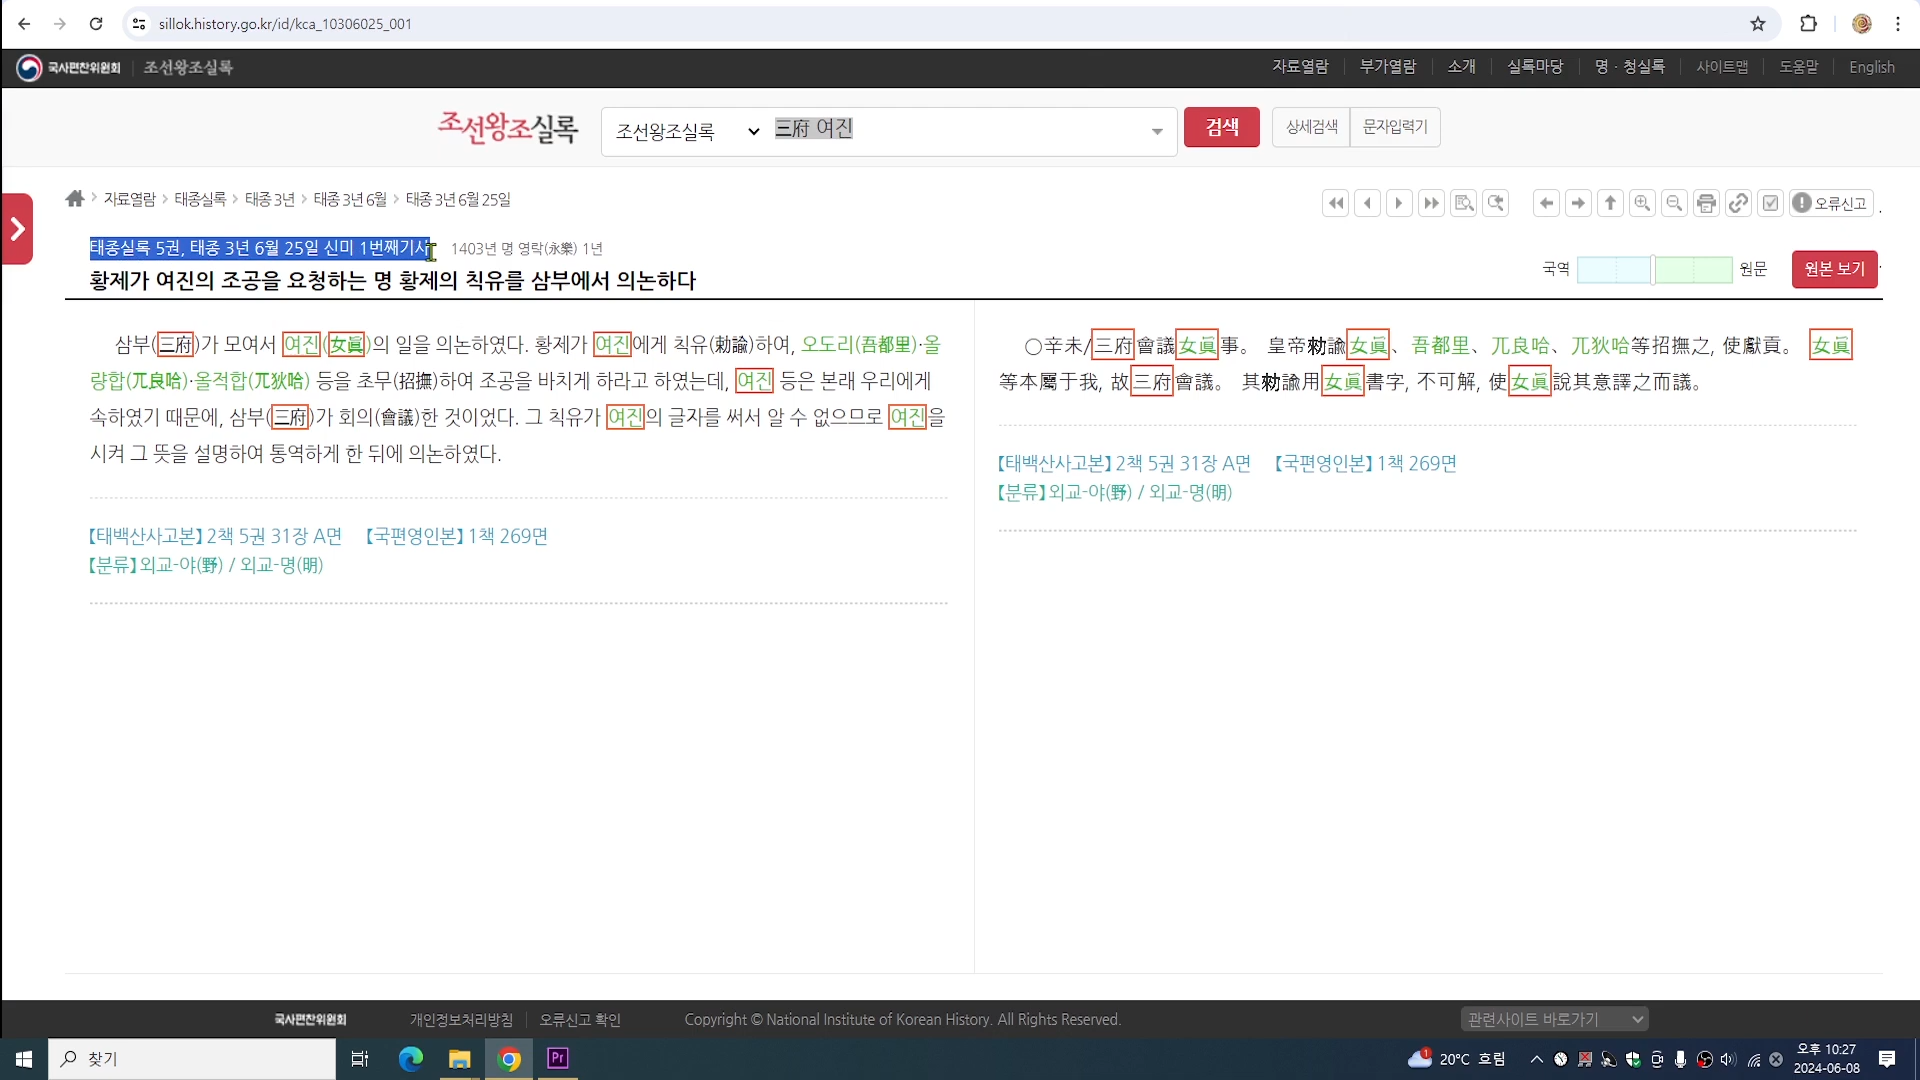 sillok.history.go.kr/id/kca_10306025_001
국사편찬위원회 조선왕조실록 자료열람 부가열람 소개 실록마당 명·청실록 사이트맵 도움말 English
조선왕조실록 조선왕조실록 三府 여진 검색 상세검색 문자입력기
자료열람 > 태종실록 > 태종 3년 > 태종 3년 6월 > 태종 3년 6월 25일 오류신고
태종실록 5권, 태종 3년 6월 25일 신미 1번째기사 1403년 명 영락(永樂) 1년
황제가 여진의 조공을 요청하는 명 황제의 칙유를 삼부에서 의논하다
국역 원문 원본 보기
삼부(三府)가 모여서 여진(女眞)의 일을 의논하였다. 황제가 여진에게 칙유(勅諭)하여, 오도리(吾都里)·올
량합(兀良哈)·올적합(兀狄哈) 등을 초무(招撫)하여 조공을 바치게 하라고 하였는데, 여진 등은 본래 우리에게
속하였기 때문에, 삼부(三府)가 회의(會議)한 것이었다. 그 칙유가 여진의 글자를 써서 알 수 없으므로 여진을
시켜 그 뜻을 설명하여 통역하게 한 뒤에 의논하였다.
【태백산사고본】 2책 5권 31장 A면 【국편영인본】 1책 269면
【분류】 외교-야(野) / 외교-명(明)
○辛未/三府會議女眞事。 皇帝勑諭女眞、吾都里、兀良哈、兀狄哈等招撫之, 使獻貢。 女眞
等本屬于我, 故三府會議。 其勑諭用女眞書字, 不可解, 使女眞說其意譯之而議。
【태백산사고본】 2책 5권 31장 A면 【국편영인본】 1책 269면
【분류】 외교-야(野) / 외교-명(明)
국사편찬위원회 개인정보처리방침 오류신고 확인 Copyright © National Institute of Korean History. All Rights Reserved. 관련사이트 바로가기
찾기 Pr 1 20°C 흐림 오후 10:27
2024-06-08